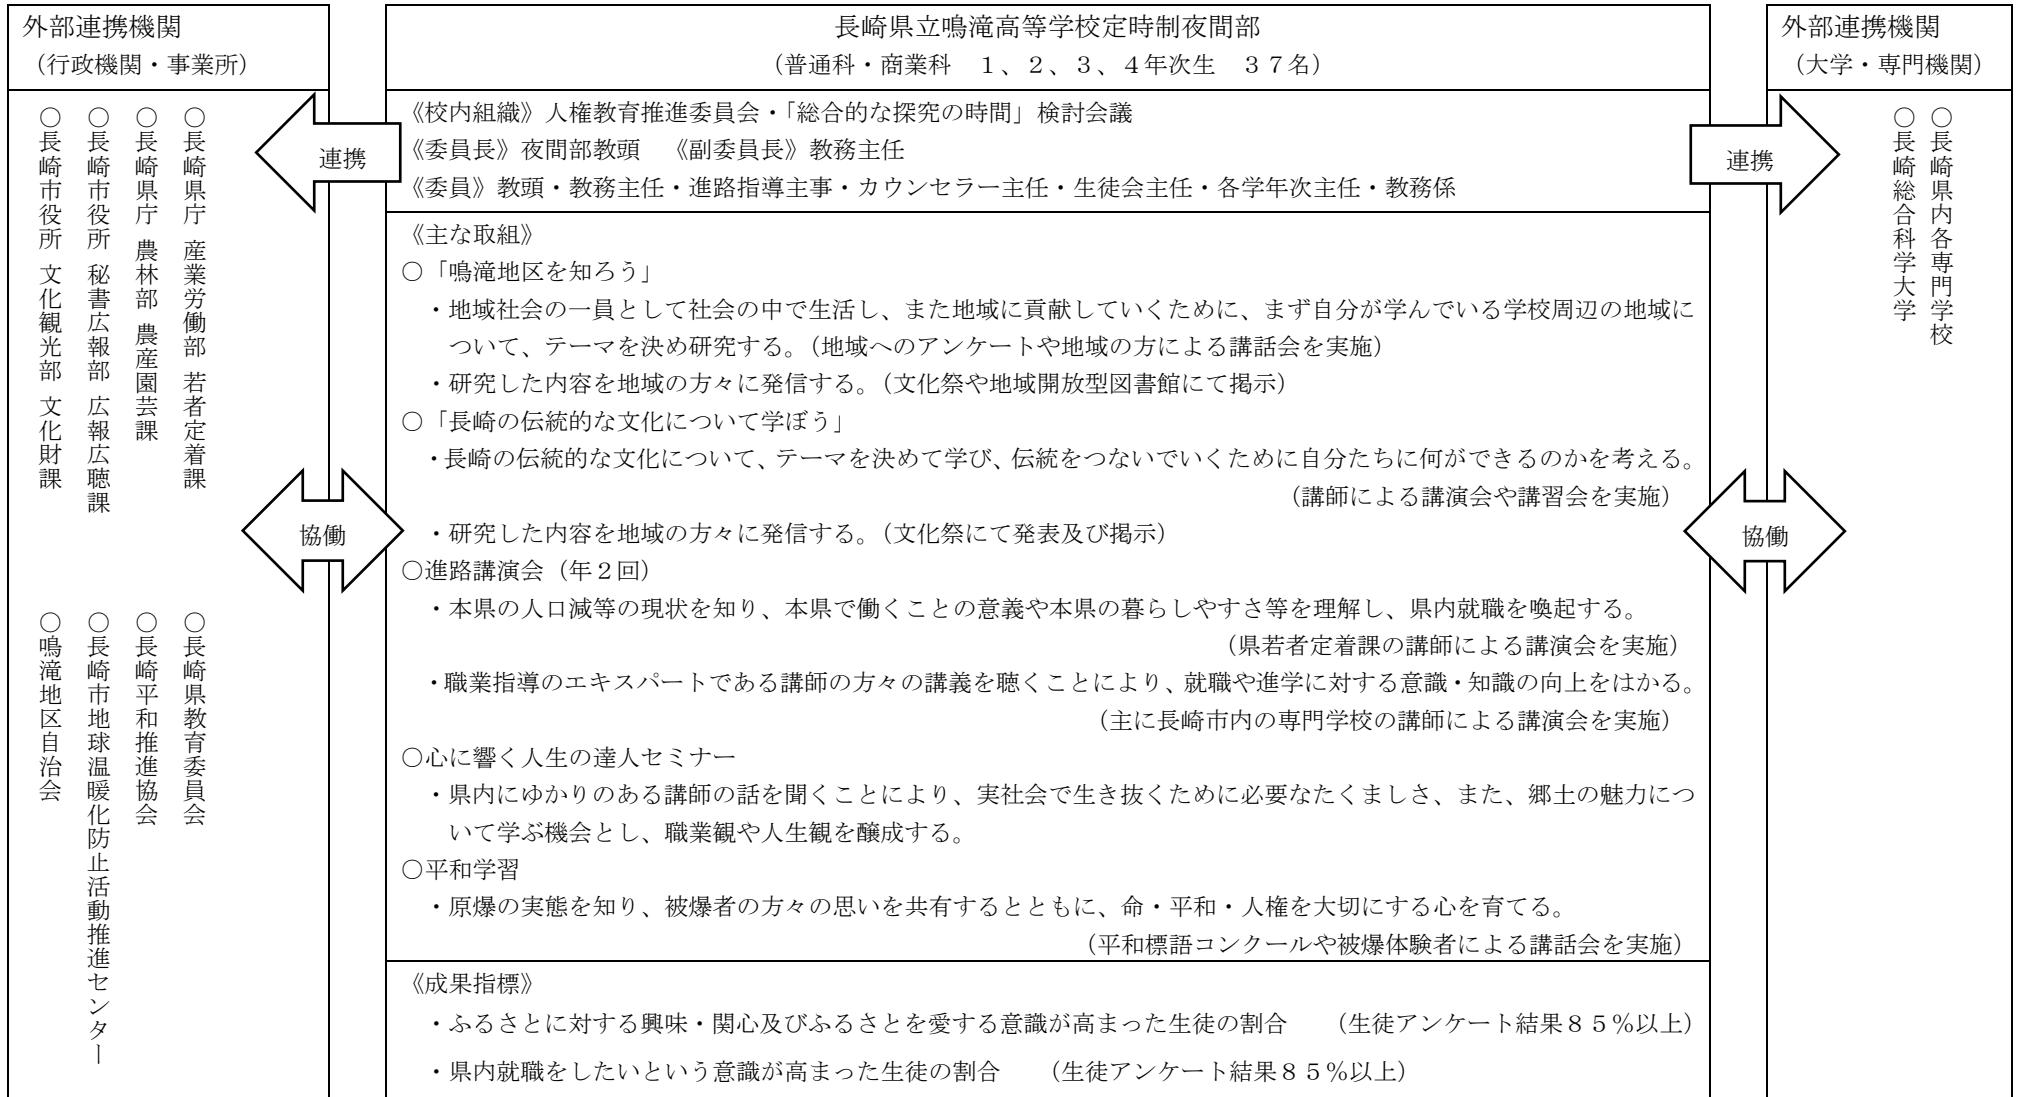 外部連携機関
（行政機関・事業所）
○長崎県庁 産業労働部 若者定着課
○長崎県庁 農林部 農産園芸課
○長崎市役所 秘書広報部 広報広聴課
○長崎市役所 文化観光部 文化財課
○長崎県教育委員会
○長崎平和推進協会
○長崎市地球温暖化防止活動推進センター
○鳴滝地区自治会
連携
協働
長崎県立鳴滝高等学校定時制夜間部
（普通科・商業科　１、２、３、４年次生　３７名）
《校内組織》人権教育推進委員会・「総合的な探究の時間」検討会議
《委員長》夜間部教頭　《副委員長》教務主任
《委員》教頭・教務主任・進路指導主事・カウンセラー主任・生徒会主任・各学年次主任・教務係
《主な取組》
○「鳴滝地区を知ろう」
・地域社会の一員として社会の中で生活し、また地域に貢献していくために、まず自分が学んでいる学校周辺の地域に
ついて、テーマを決め研究する。（地域へのアンケートや地域の方による講話会を実施）
・研究した内容を地域の方々に発信する。（文化祭や地域開放型図書館にて掲示）
○「長崎の伝統的な文化について学ぼう」
・長崎の伝統的な文化について、テーマを決めて学び、伝統をつないでいくために自分たちに何ができるのかを考える。
（講師による講演会や講習会を実施）
・研究した内容を地域の方々に発信する。（文化祭にて発表及び掲示）
○進路講演会（年２回）
・本県の人口減等の現状を知り、本県で働くことの意義や本県の暮らしやすさ等を理解し、県内就職を喚起する。
（県若者定着課の講師による講演会を実施）
・職業指導のエキスパートである講師の方々の講義を聴くことにより、就職や進学に対する意識・知識の向上をはかる。
（主に長崎市内の専門学校の講師による講演会を実施）
○心に響く人生の達人セミナー
・県内にゆかりのある講師の話を聞くことにより、実社会で生き抜くために必要なたくましさ、また、郷土の魅力につ
いて学ぶ機会とし、職業観や人生観を醸成する。
○平和学習
・原爆の実態を知り、被爆者の方々の思いを共有するとともに、命・平和・人権を大切にする心を育てる。
（平和標語コンクールや被爆体験者による講話会を実施）
《成果指標》
・ふるさとに対する興味・関心及びふるさとを愛する意識が高まった生徒の割合　（生徒アンケート結果８５％以上）
・県内就職をしたいという意識が高まった生徒の割合　（生徒アンケート結果８５％以上）
連携
協働
外部連携機関
（大学・専門機関）
○長崎県内各専門学校
○長崎総合科学大学